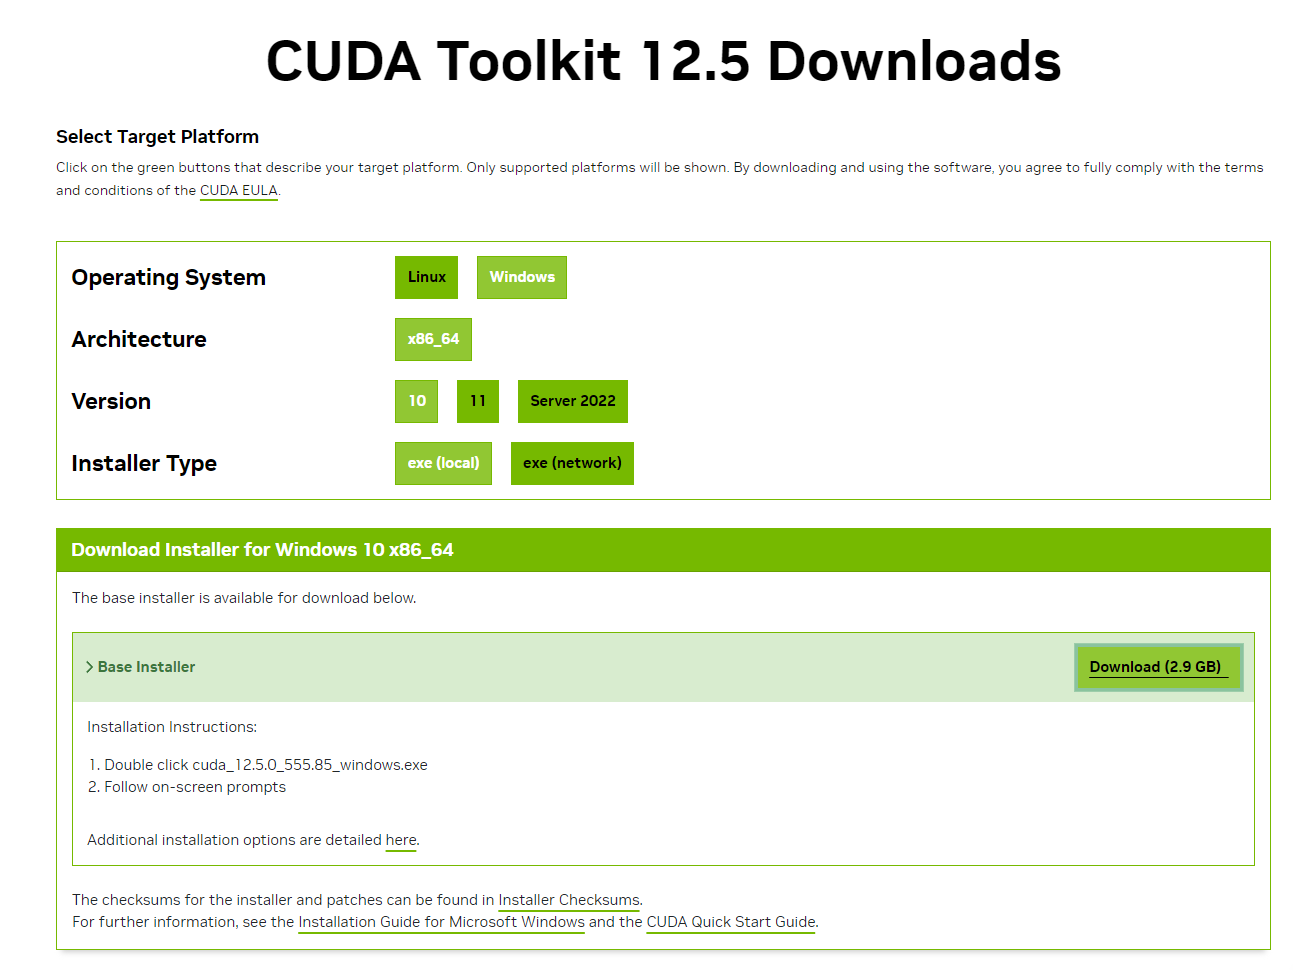 CUDA Toolkit 12.5 Downloads
Select Target Platform
Click on the green buttons that describe your target platform. Only supported platforms will be shown. By downloading and using the software, you agree to fully comply with the terms
and conditions of the CUDA EULA.
Operating System
Linux Windows
Architecture
x86_64
Version
10 11 Server 2022
Installer Type
exe (local) exe (network)
Download Installer for Windows 10 x86_64
The base installer is available for download below.
Base Installer
Download (2.9 GB)
Installation Instructions:
1. Double click cuda_12.5.0_555.85_windows.exe
2. Follow on-screen prompts
Additional installation options are detailed here.
The checksums for the installer and patches can be found in Installer Checksums.
For further information, see the Installation Guide for Microsoft Windows and the CUDA Quick Start Guide.